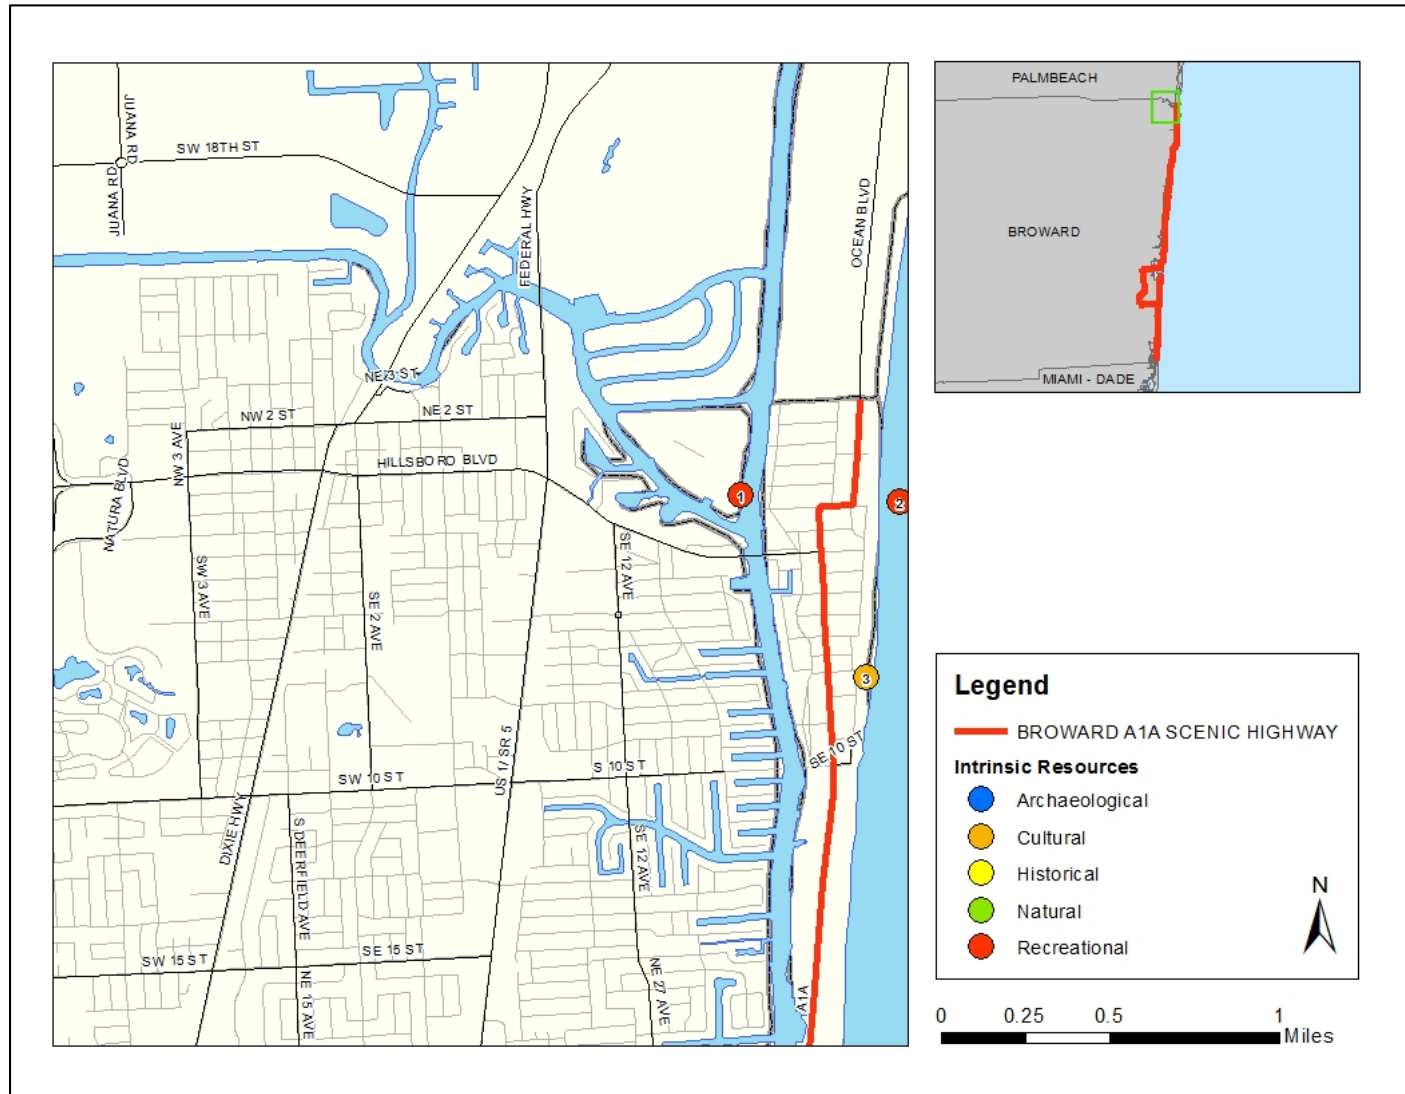 JUANA RD
JUANA RD
SW 18TH ST
FEDERAL HWY
OCEAN BLVD
NE 3 ST
NW 2 ST
NE 2 ST
NW 3 AVE
HILLSBORO BLVD
NATURA BLVD
1
2
SW 3 AVE
SE 2 AVE
SE 12 AVE
3
SE 10 ST
S 10 ST
SW 10 ST
US 1/ SR 5
DIXIE HWY
S DEERFIELD AVE
SE 12 AVE
SW 15 ST
SE 15 ST
NE 15 AVE
NE 27 AVE
A1A
PALMBEACH
BROWARD
MIAMI - DADE
Legend
BROWARD A1A SCENIC HIGHWAY
Intrinsic Resources
Archaeological
Cultural
Historical
Natural
Recreational
N
0 0.25 0.5 1
Miles